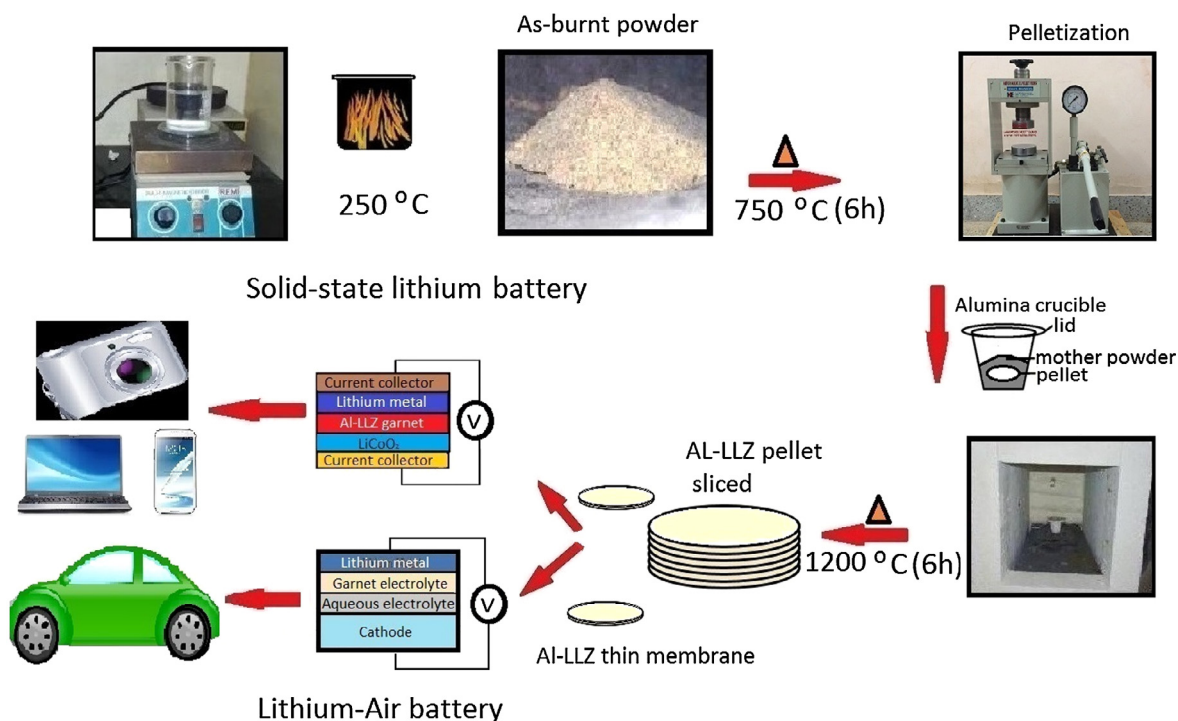 As-burnt powder
Pelletization
250 °C
750 °C (6h)
Solid-state lithium battery
Alumina crucible
lid
mother powder
pellet
Current collector
Lithium metal
Al-LLZ garnet
LiCoO₂
Current collector
V
AL-LLZ pellet
sliced
1200 °C (6h)
Lithium metal
Garnet electrolyte
Aqueous electrolyte
Cathode
V
Al-LLZ thin membrane
Lithium-Air battery